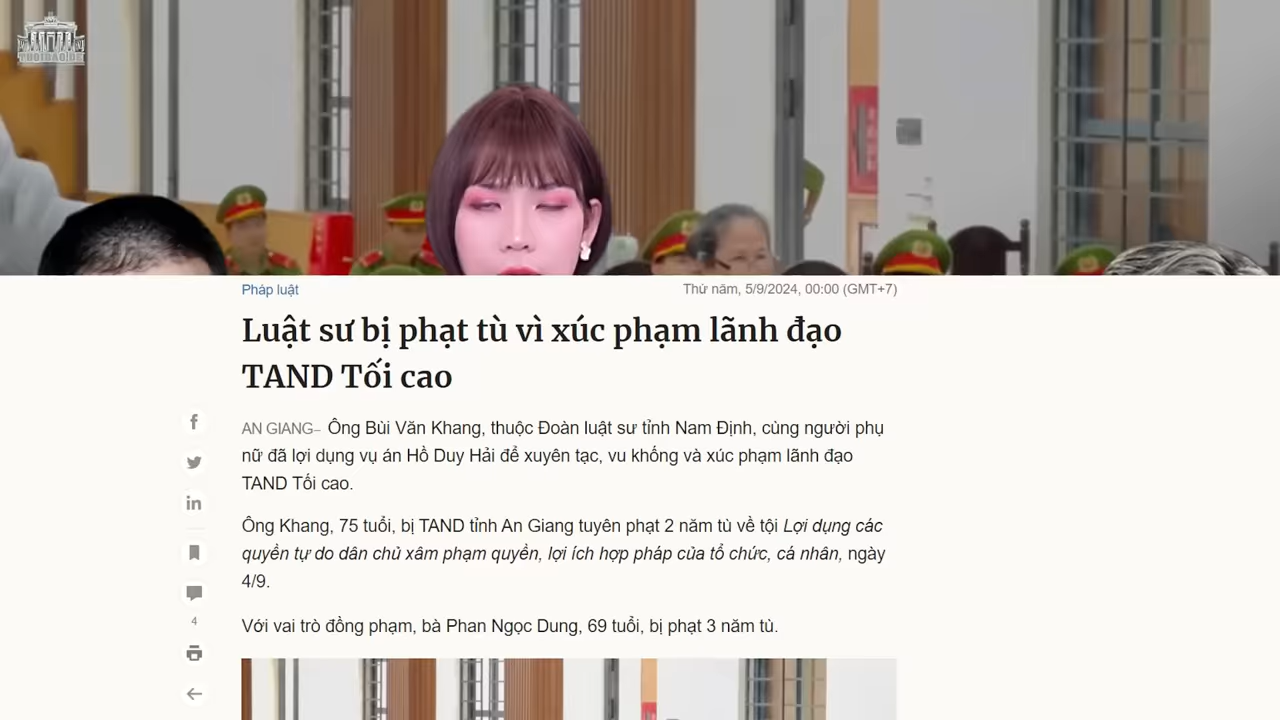 THOIBAO.DE
Pháp luật
Thứ năm, 5/9/2024, 00:00 (GMT+7)
Luật sư bị phạt tù vì xúc phạm lãnh đạo
TAND Tối cao
AN GIANG– Ông Bùi Văn Khang, thuộc Đoàn luật sư tỉnh Nam Định, cùng người phụ
nữ đã lợi dụng vụ án Hồ Duy Hải để xuyên tạc, vu khống và xúc phạm lãnh đạo
TAND Tối cao.
Ông Khang, 75 tuổi, bị TAND tỉnh An Giang tuyên phạt 2 năm tù về tội Lợi dụng các
quyền tự do dân chủ xâm phạm quyền, lợi ích hợp pháp của tổ chức, cá nhân, ngày
4/9.
4
Với vai trò đồng phạm, bà Phan Ngọc Dung, 69 tuổi, bị phạt 3 năm tù.